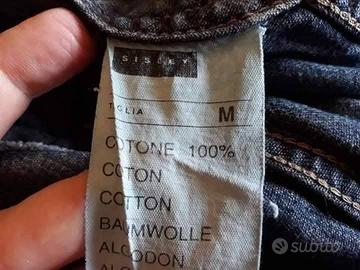 SISLEY
TAGLIA M
COTONE 100%
COTON
COTTON
BAUMWOLLE
ALGODON
subito